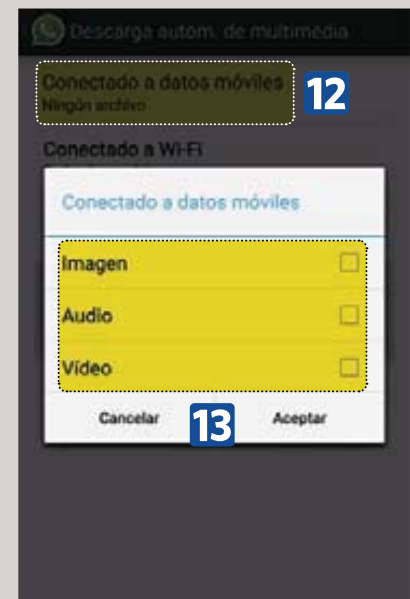 Descarga autom. de multimedia
Conectado a datos móviles
Ningún archivo
12
Conectado a Wi-Fi
Conectado a datos móviles
Imagen
Audio
Vídeo
Cancelar
13
Aceptar